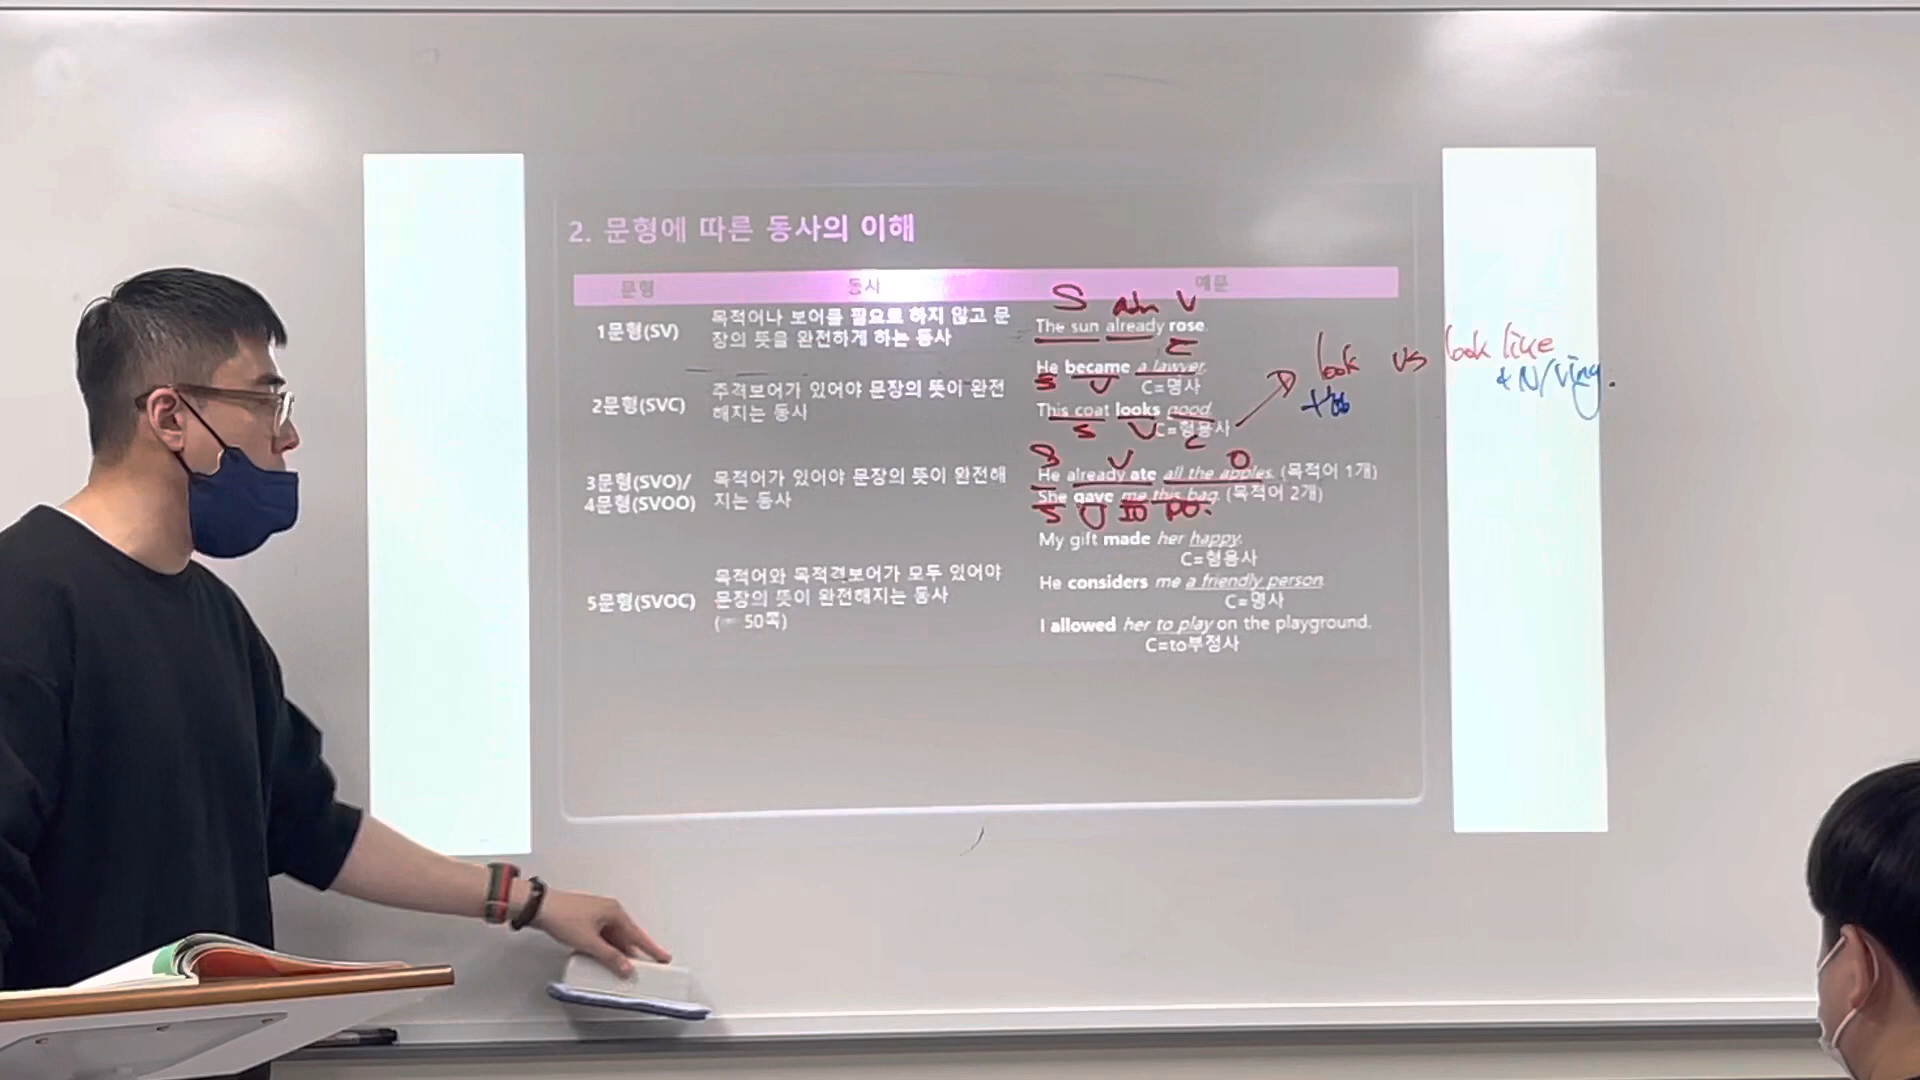 2. 문형에 따른 동사의 이해
문형 동사 예문
S adv V
1문형(SV) 목적어나 보어를 필요로 하지 않고 문 The sun already rose.
장의 뜻을 완전하게 하는 동사
C
He became a lawyer.
S V C=명사
2문형(SVC) 주격보어가 있어야 문장의 뜻이 완전
해지는 동사 This coat looks good.
S V C C=형용사
look vs look like
+ N/Ving.
S V O
3문형(SVO)/ 목적어가 있어야 문장의 뜻이 완전해 He already ate all the apples. (목적어 1개)
4문형(SVOO) 지는 동사 She gave me this bag. (목적어 2개)
S V IO DO.
My gift made her happy.
C=형용사
목적어와 목적격보어가 모두 있어야 He considers me a friendly person.
5문형(SVOC) 문장의 뜻이 완전해지는 동사 C=명사
( 50쪽) I allowed her to play on the playground.
C=to부정사